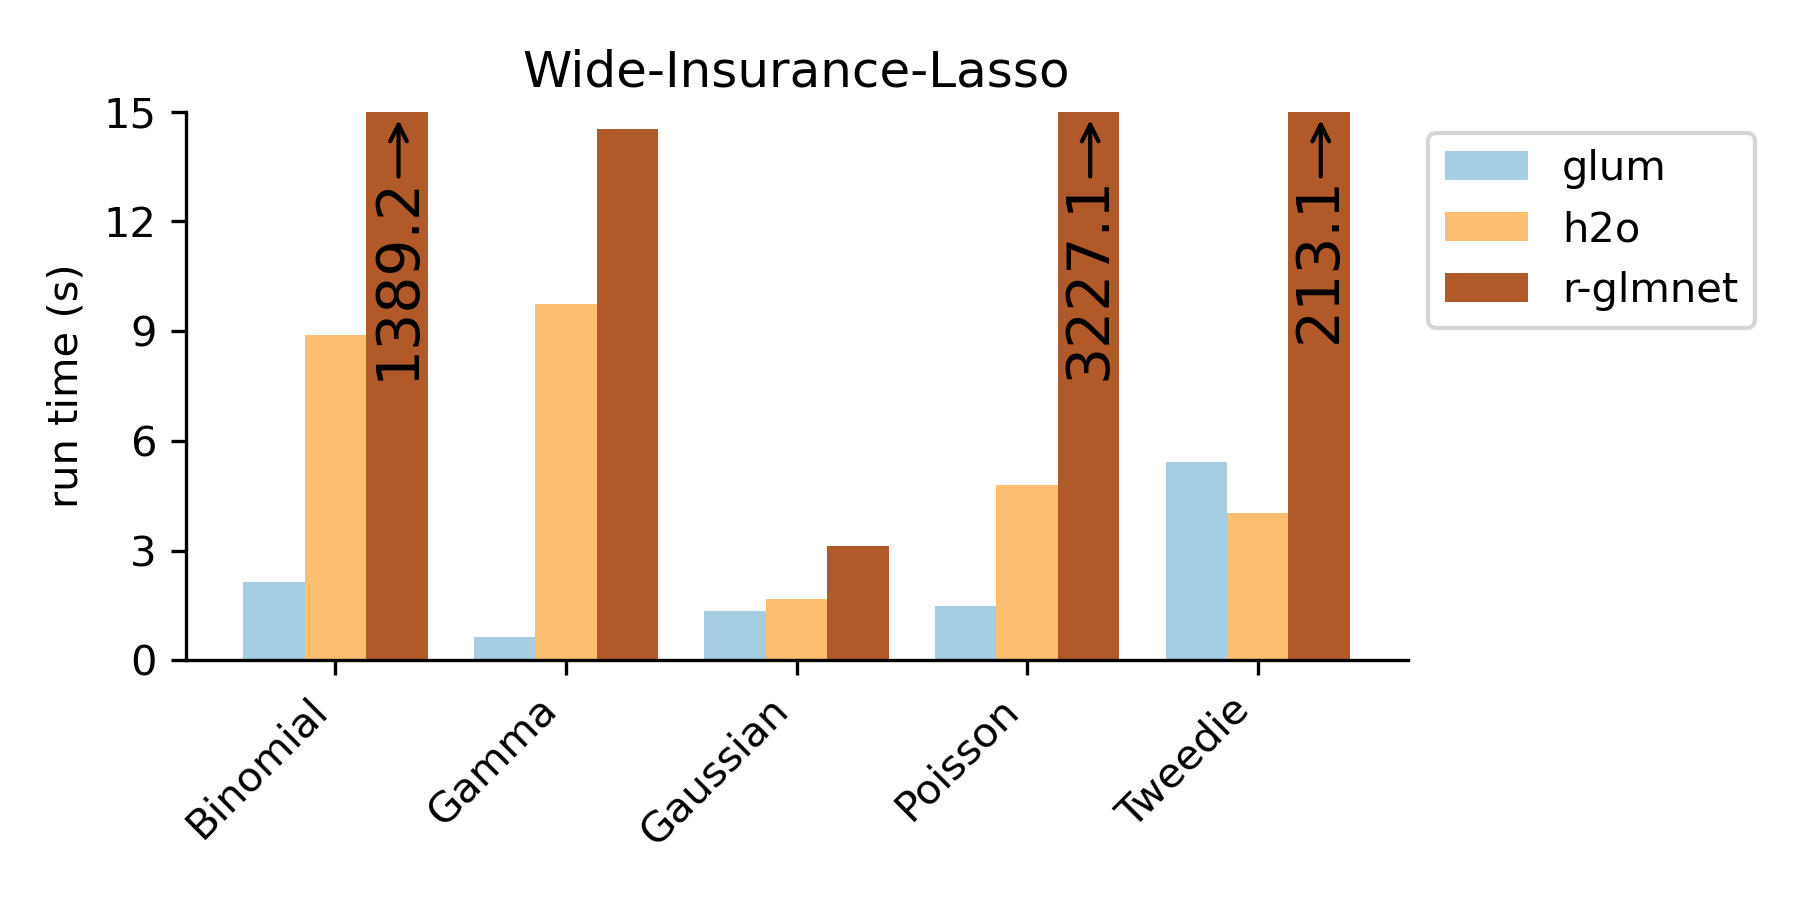 Wide-Insurance-Lasso
run time (s)
15
12
9
6
3
0
1389.2
3227.1
213.1
Binomial
Gamma
Gaussian
Poisson
Tweedie
glum
h2o
r-glmnet